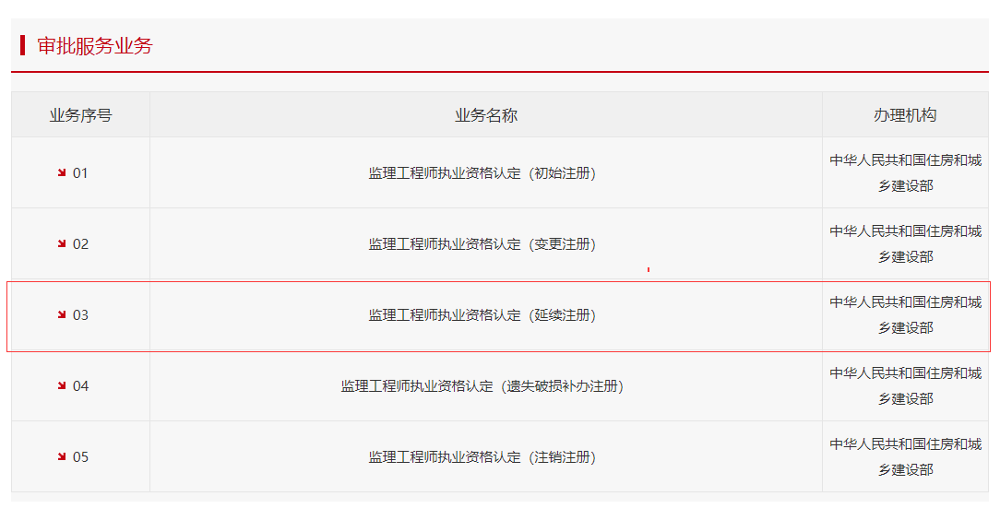 审批服务业务
业务序号 业务名称 办理机构
01 监理工程师执业资格认定（初始注册） 中华人民共和国住房和城
乡建设部
02 监理工程师执业资格认定（变更注册） 中华人民共和国住房和城
乡建设部
03 监理工程师执业资格认定（延续注册） 中华人民共和国住房和城
乡建设部
04 监理工程师执业资格认定（遗失破损补办注册） 中华人民共和国住房和城
乡建设部
05 监理工程师执业资格认定（注销注册） 中华人民共和国住房和城
乡建设部